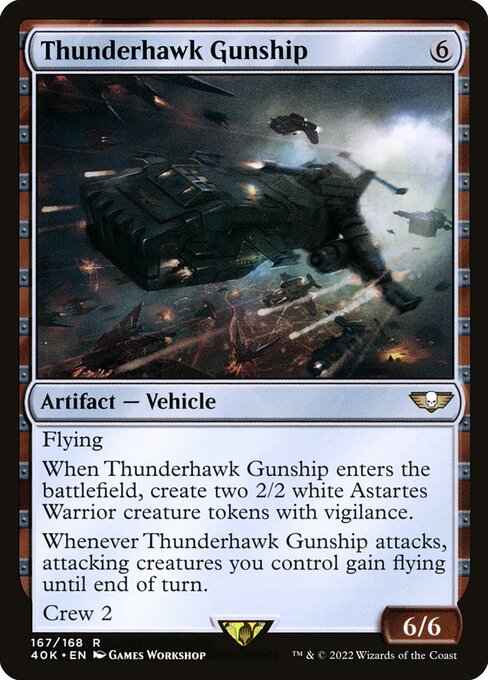 Thunderhawk Gunship 6
Artifact — Vehicle
Flying
When Thunderhawk Gunship enters the
battlefield, create two 2/2 white Astartes
Warrior creature tokens with vigilance.
Whenever Thunderhawk Gunship attacks,
attacking creatures you control gain flying
until end of turn.
Crew 2
6/6
167/168 R
40K • EN GAMES WORKSHOP ™ & © 2022 Wizards of the Coast